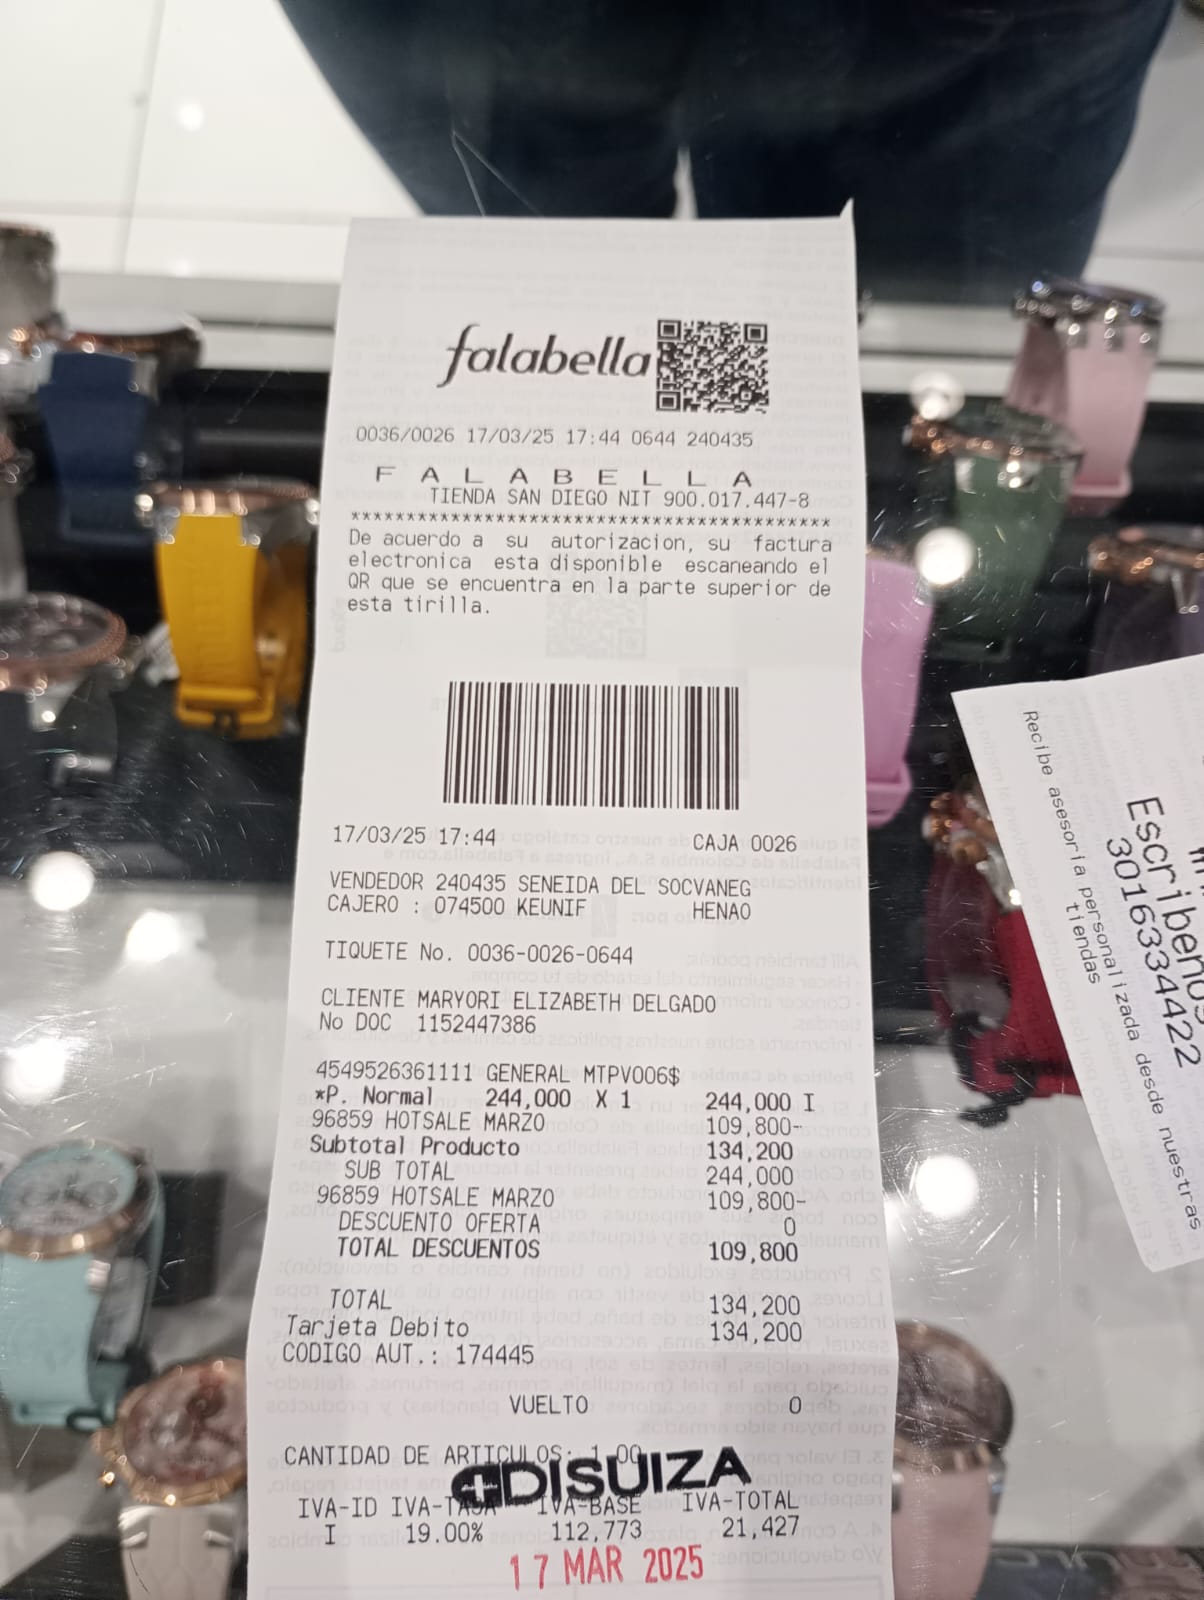 falabella
0036/0026 17/03/25 17:44 0644 240435
F A L A B E L L A
TIENDA SAN DIEGO NIT 900.017.447-8
*******************************************
De acuerdo a su autorizacion, su factura
electronica esta disponible escaneando el
QR que se encuentra en la parte superior de
esta tirilla.
17/03/25 17:44 CAJA 0026
VENDEDOR 240435 SENEIDA DEL SOCVANEG
CAJERO : 074500 KEUNIF HENAO
TIQUETE No. 0036-0026-0644
CLIENTE MARYORI ELIZABETH DELGADO
No DOC 1152447386
4549526361111 GENERAL MTPV006$
*P. Normal 244,000 X 1 244,000 I
96859 HOTSALE MARZO 109,800-
Subtotal Producto 134,200
SUB TOTAL 244,000
96859 HOTSALE MARZO 109,800-
DESCUENTO OFERTA 0
TOTAL DESCUENTOS 109,800
TOTAL 134,200
Tarjeta Debito 134,200
CODIGO AUT.: 174445
VUELTO 0
CANTIDAD DE ARTICULOS: 1.00
DISUIZA
IVA-ID IVA-TASA IVA-BASE IVA-TOTAL
I 19.00% 112,773 21,427
17 MAR 2025
Escribenos
3016334422
Recibe asesoria personalizada desde nuestras
tiendas